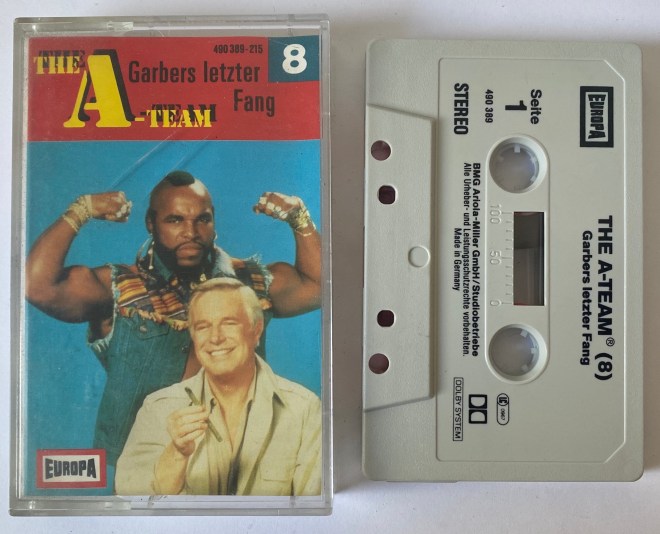 490 389-215
8
THE
A-TEAM
Garbers letzter
Fang
EUROPA
EUROPA
THE A-TEAM® (8)
Garbers letzter Fang
Seite
1
490 389
STEREO
100 50 0
BMG Ariola-Miller GmbH/Studiobetriebe
Alle Urheber- und Leistungsschutzrechte vorbehalten.
Made in Germany
DOLBY SYSTEM